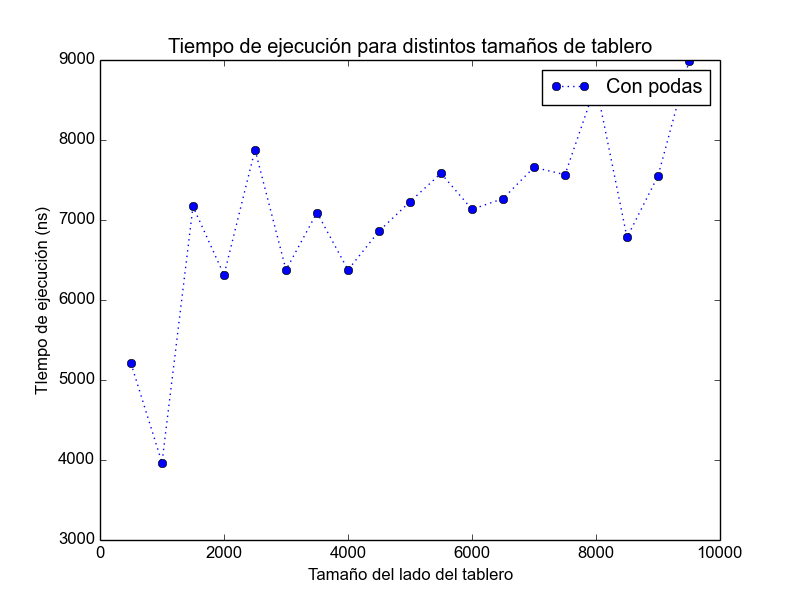 Tiempo de ejecución para distintos tamaños de tablero
Con podas
9000
8000
7000
6000
5000
4000
3000
TIempo de ejecución (ns)
0 2000 4000 6000 8000 10000
Tamaño del lado del tablero